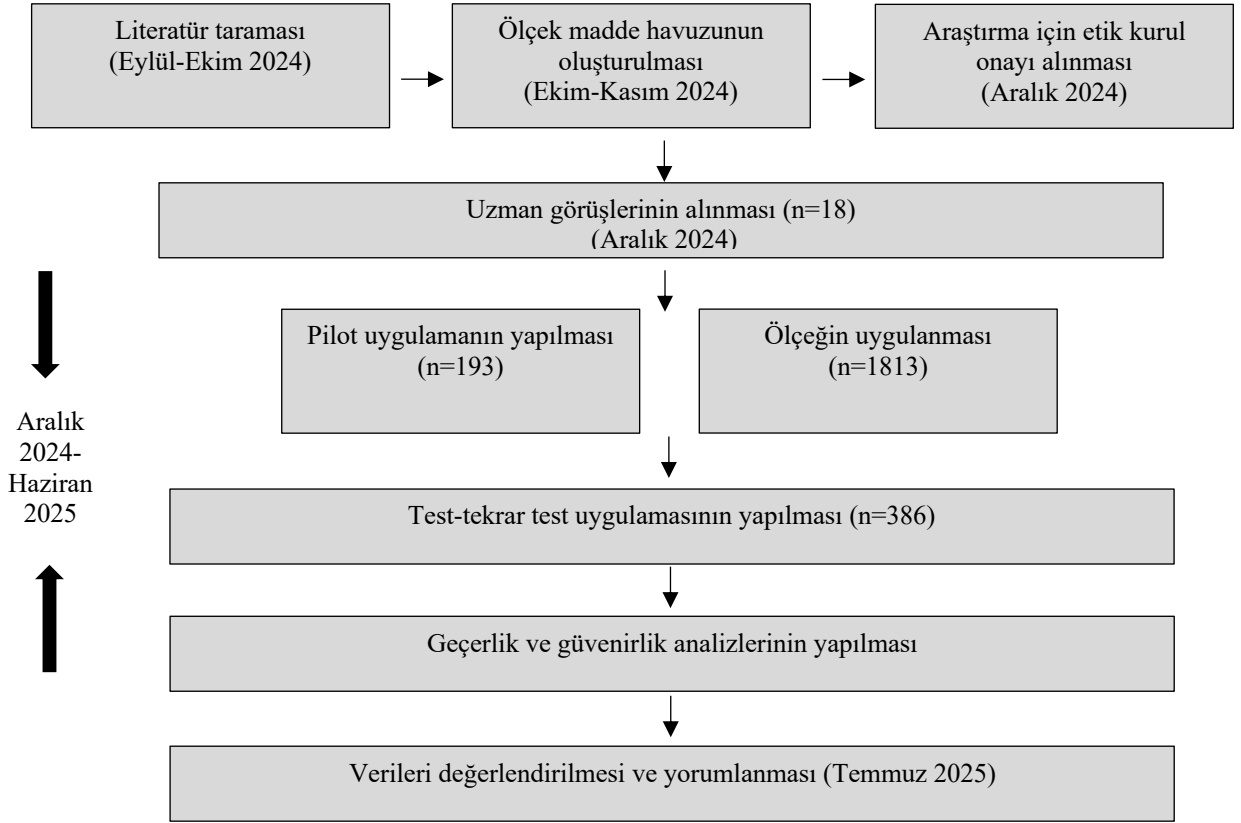 Literatür taraması
(Eylül-Ekim 2024)
Ölçek madde havuzunun
oluşturulması
(Ekim-Kasım 2024)
Araştırma için etik kurul
onayı alınması
(Aralık 2024)
Uzman görüşlerinin alınması (n=18)
(Aralık 2024)
Pilot uygulamanın yapılması
(n=193)
Ölçeğin uygulanması
(n=1813)
Aralık
2024-
Haziran
2025
Test-tekrar test uygulamasının yapılması (n=386)
Geçerlik ve güvenirlik analizlerinin yapılması
Verileri değerlendirilmesi ve yorumlanması (Temmuz 2025)